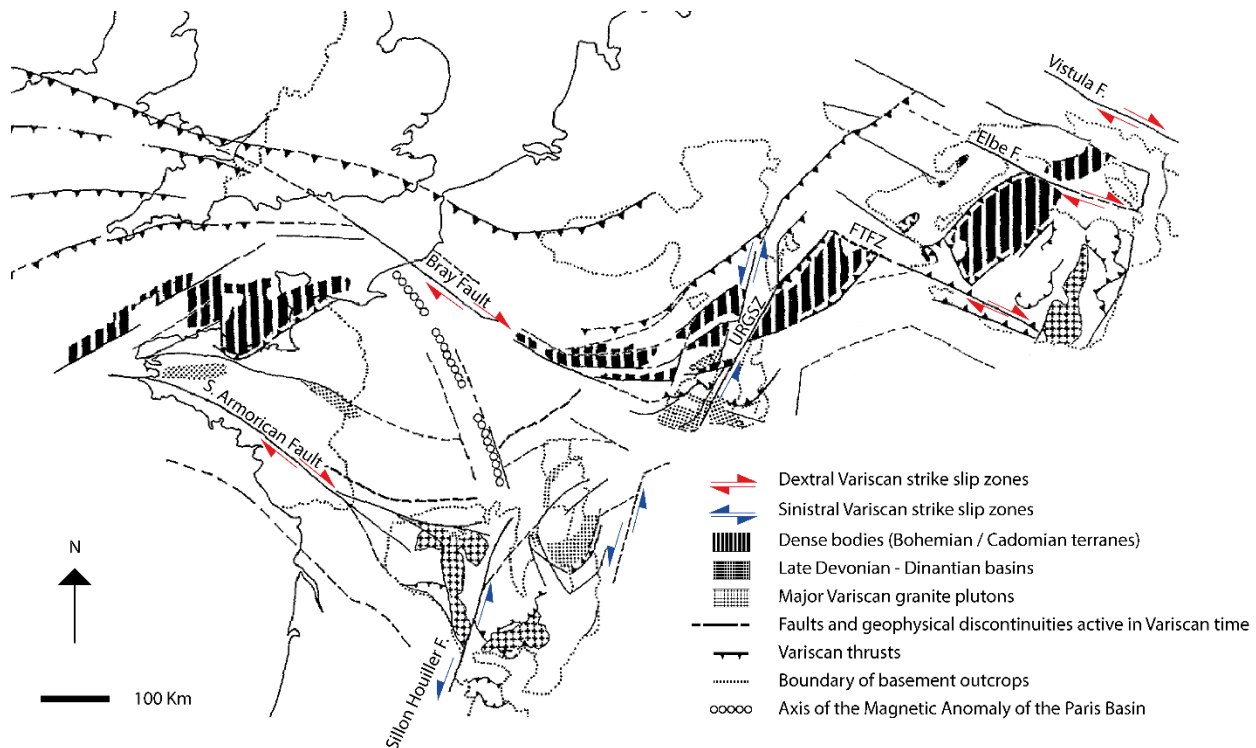 Vistula F.
Elbe F.
FTFZ
Bray Fault
URGSZ
S. Armorican Fault
Sillon Houiller F.
N
100 Km
Dextral Variscan strike slip zones
Sinistral Variscan strike slip zones
Dense bodies (Bohemian / Cadomian terranes)
Late Devonian - Dinantian basins
Major Variscan granite plutons
Faults and geophysical discontinuities active in Variscan time
Variscan thrusts
Boundary of basement outcrops
Axis of the Magnetic Anomaly of the Paris Basin